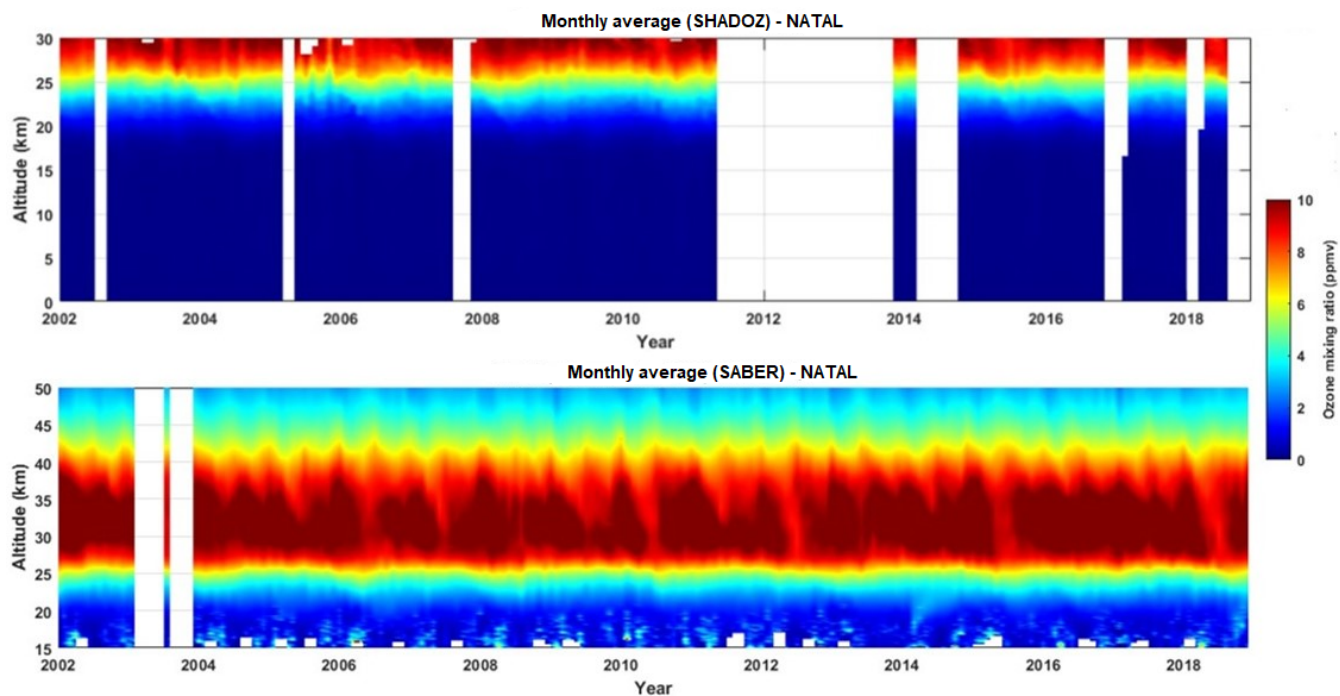 Monthly average (SHADOZ) - NATAL
30
25
20
15
10
5
0
Altitude (km)
2002 2004 2006 2008 2010 2012 2014 2016 2018
Year
Monthly average (SABER) - NATAL
50
45
40
35
30
25
20
15
Altitude (km)
2002 2004 2006 2008 2010 2012 2014 2016 2018
Year
10
8
6
4
2
0
Ozone mixing ratio (ppmv)